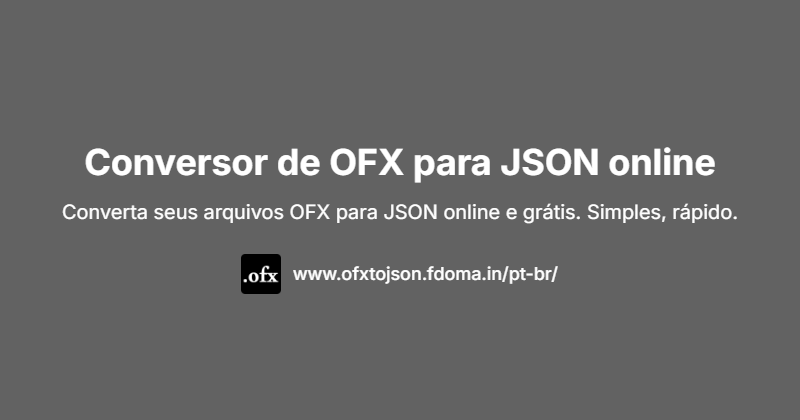 Conversor de OFX para JSON online
Converta seus arquivos OFX para JSON online e grátis. Simples, rápido.
.ofx www.ofxtojson.fdoma.in/pt-br/